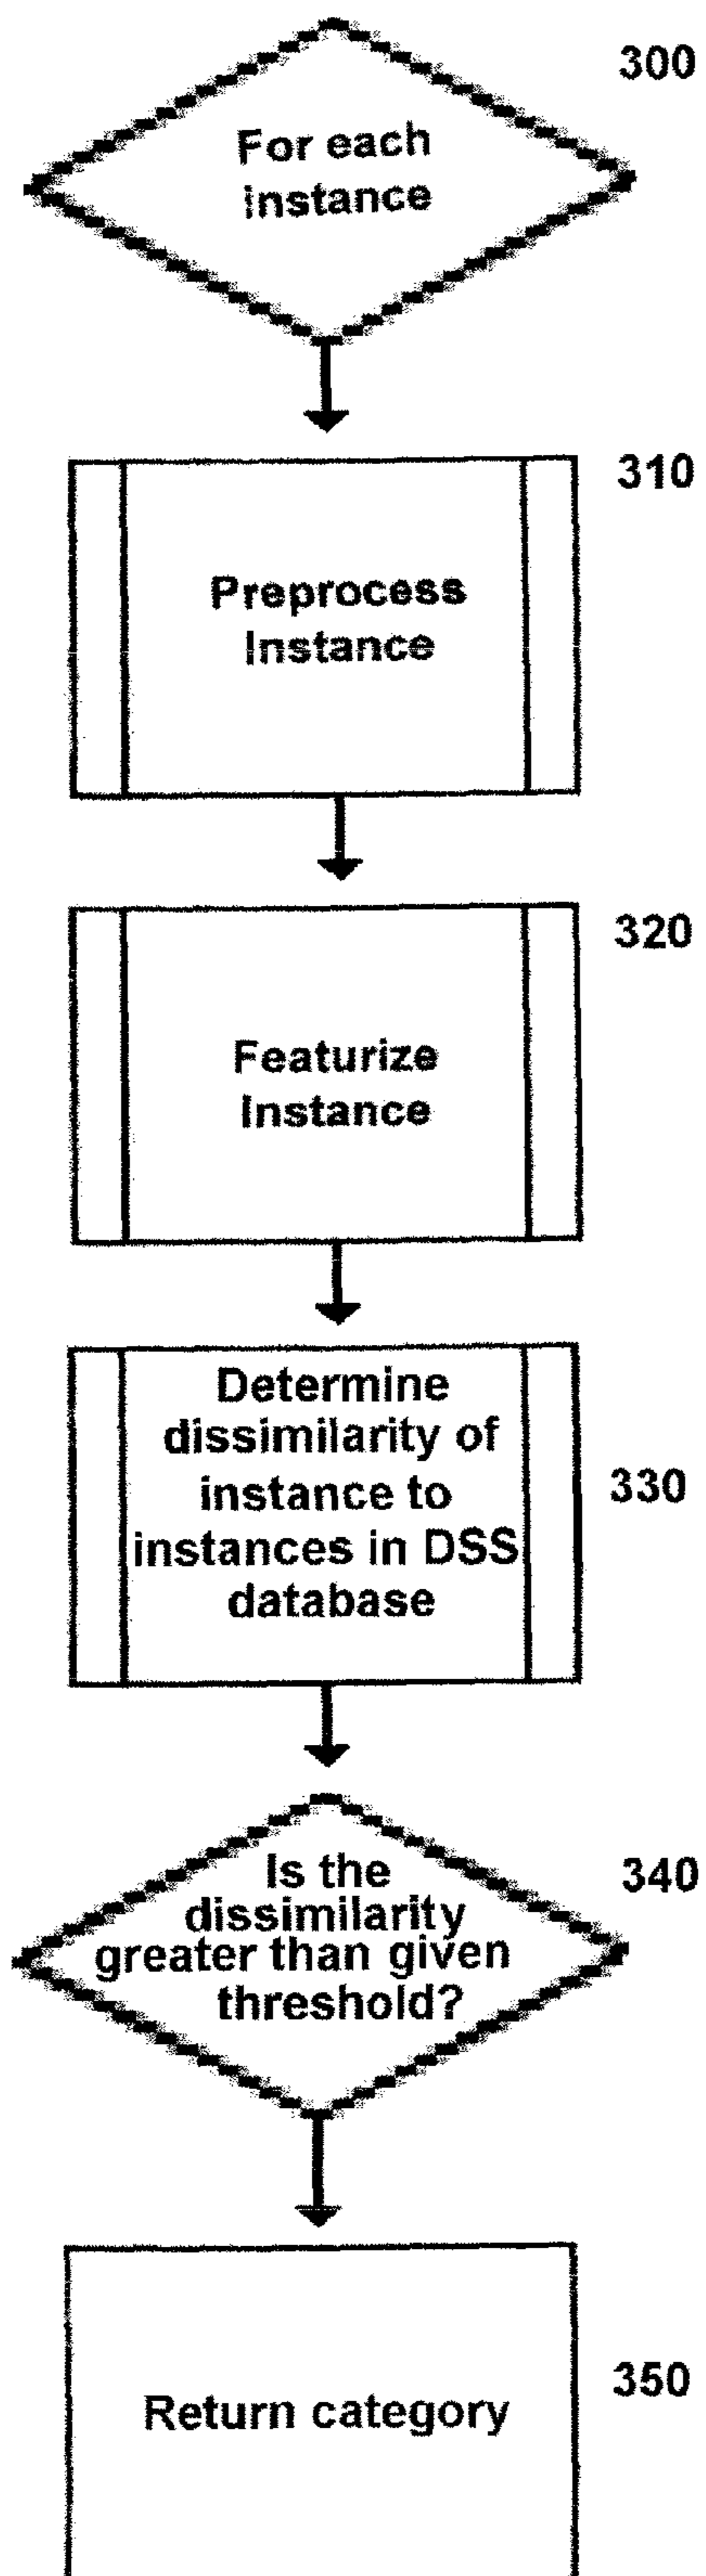 300
For each
instance
310
Preprocess
Instance
320
Featurize
Instance
Determine
dissimilarity of
instance to
instances in DSS
database
330
Is the
dissimilarity
greater than given
threshold?
340
Return category
350